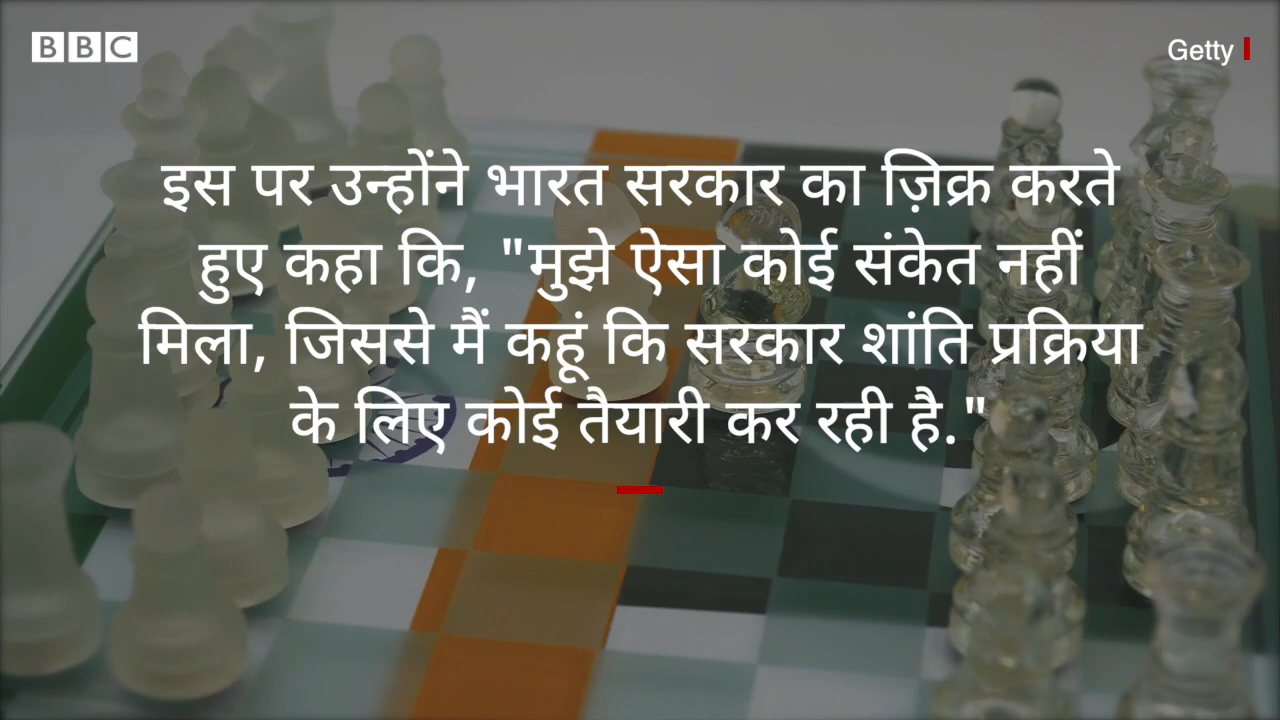 BBC
Getty
इस पर उन्होंने भारत सरकार का ज़िक्र करते
हुए कहा कि, "मुझे ऐसा कोई संकेत नहीं
मिला, जिससे मैं कहूं कि सरकार शांति प्रक्रिया
के लिए कोई तैयारी कर रही है."